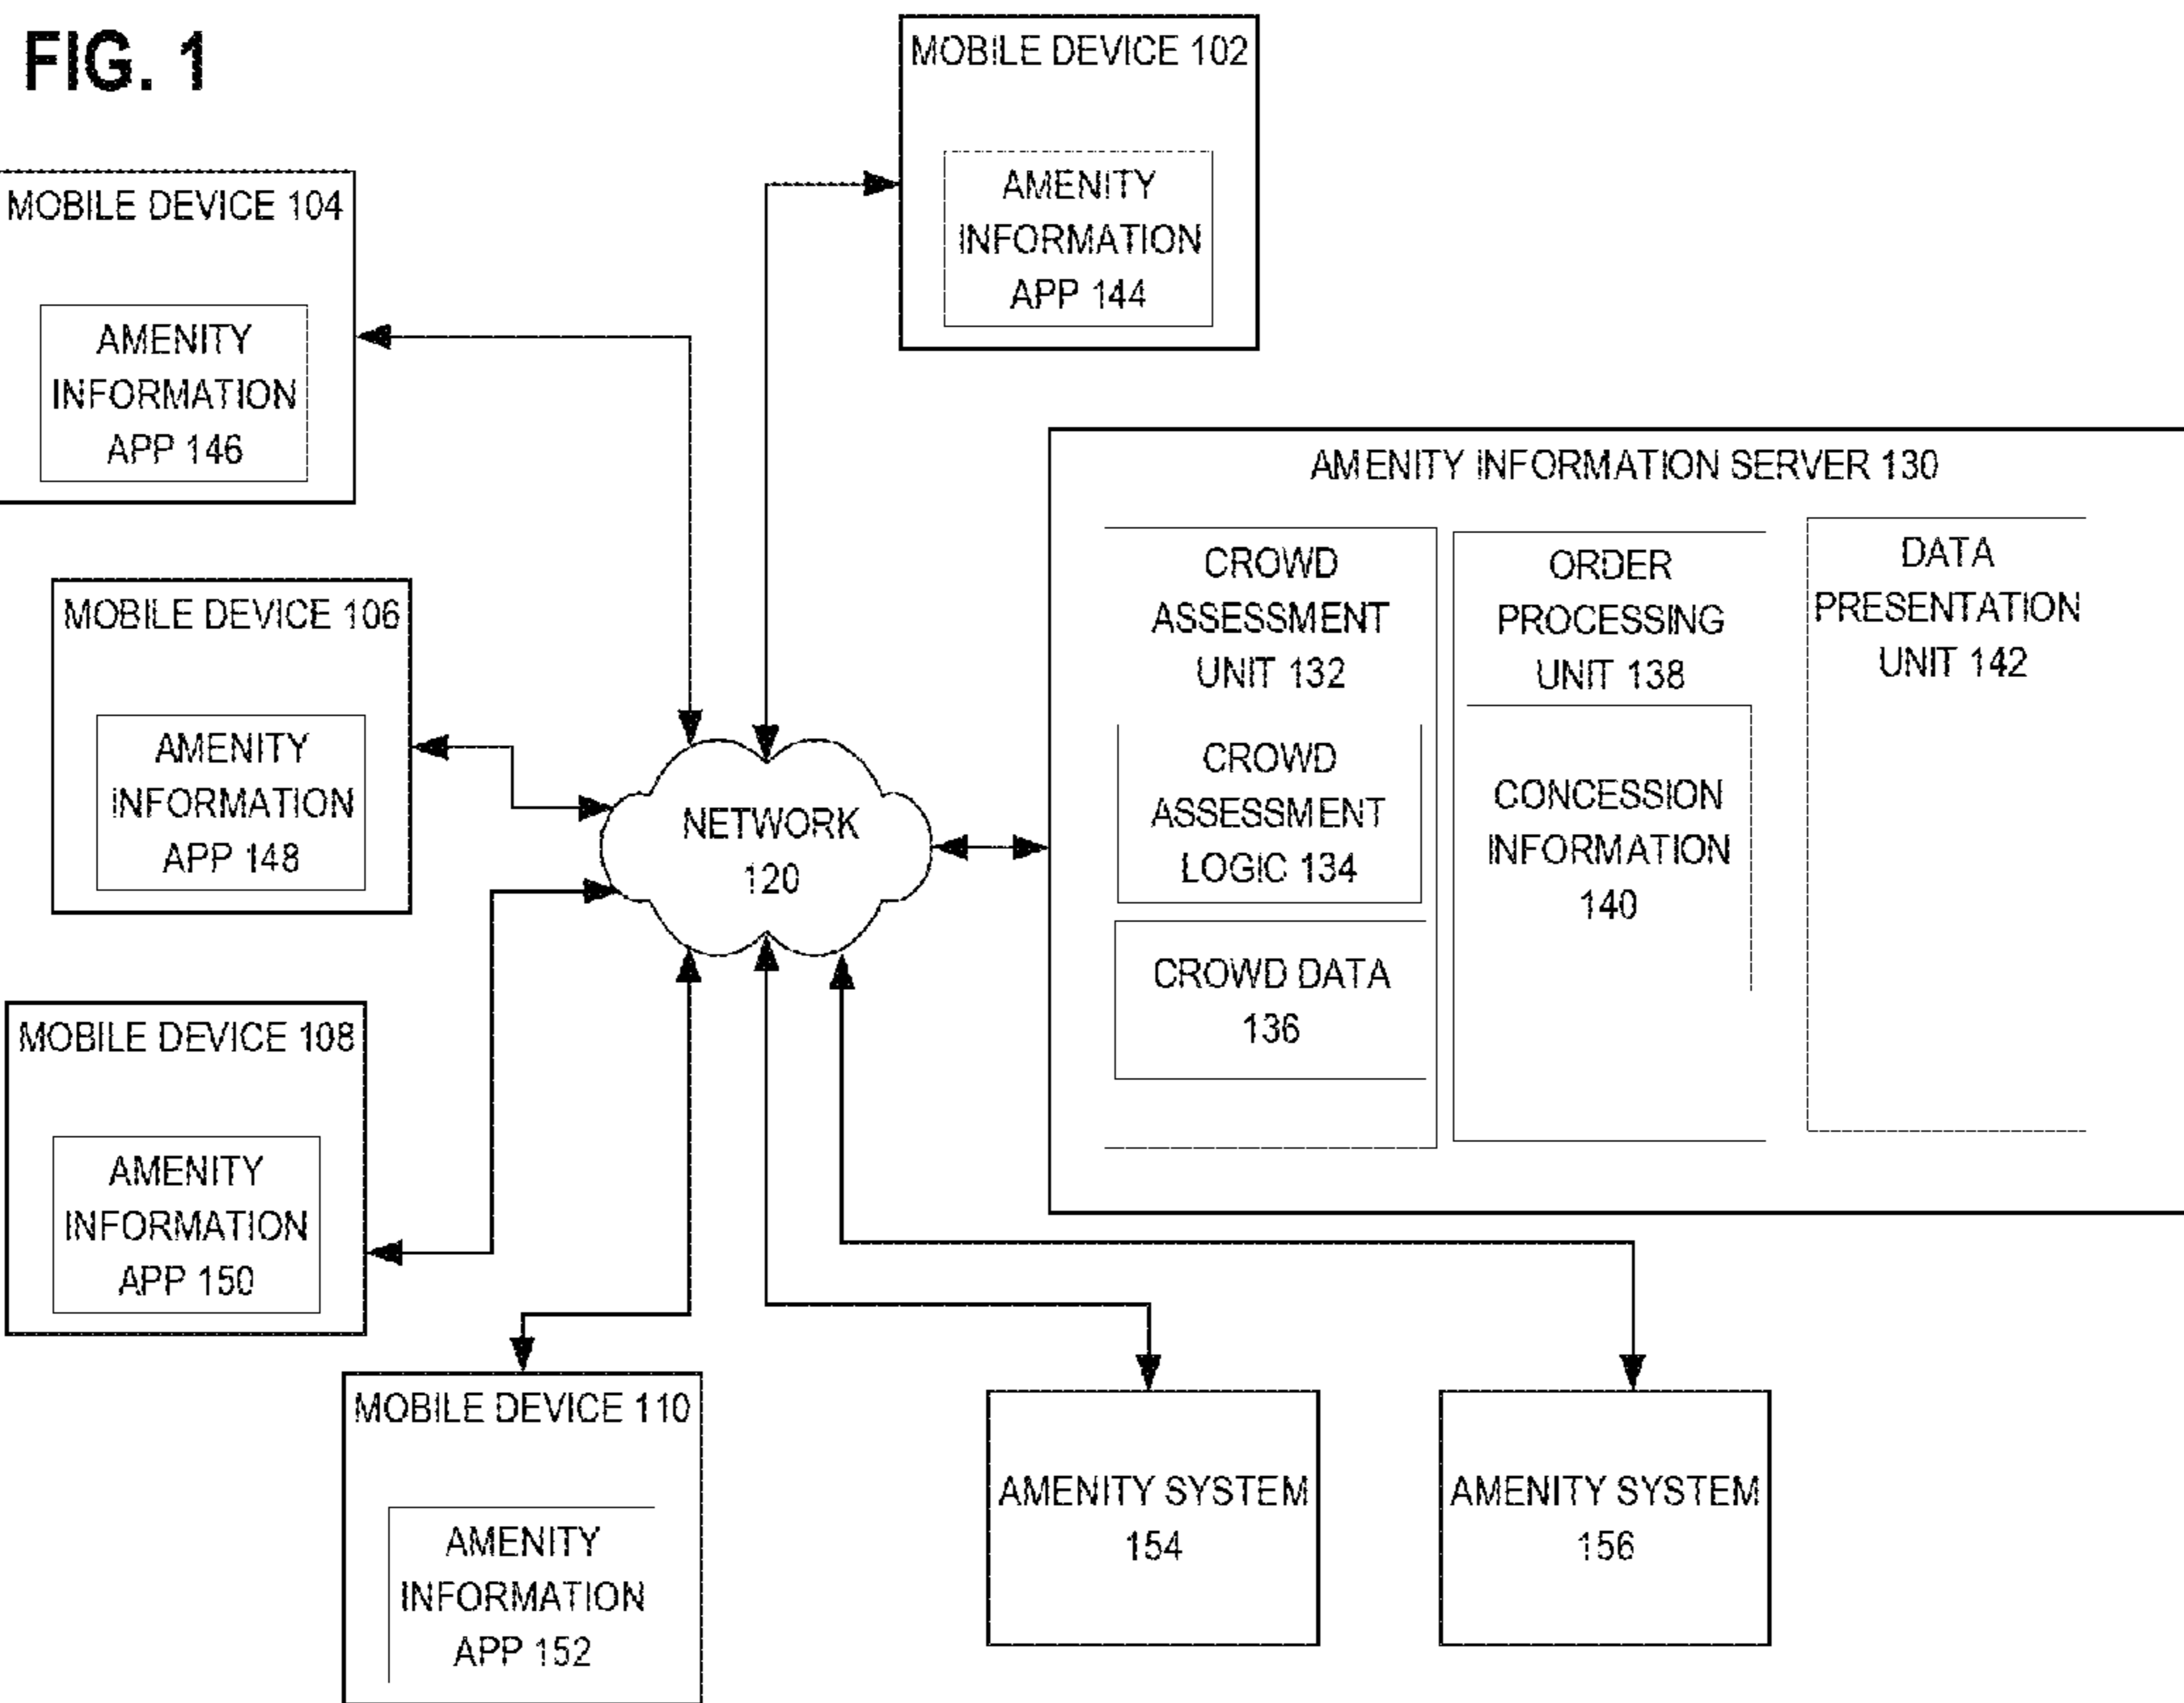 FIG. 1
MOBILE DEVICE 102
AMENITY
INFORMATION
APP 144
MOBILE DEVICE 104
AMENITY
INFORMATION
APP 146
MOBILE DEVICE 106
AMENITY
INFORMATION
APP 148
MOBILE DEVICE 108
AMENITY
INFORMATION
APP 150
MOBILE DEVICE 110
AMENITY
INFORMATION
APP 152
NETWORK
120
AMENITY INFORMATION SERVER 130
CROWD
ASSESSMENT
UNIT 132
CROWD
ASSESSMENT
LOGIC 134
CROWD DATA
136
ORDER
PROCESSING
UNIT 138
CONCESSION
INFORMATION
140
DATA
PRESENTATION
UNIT 142
AMENITY SYSTEM
154
AMENITY SYSTEM
156